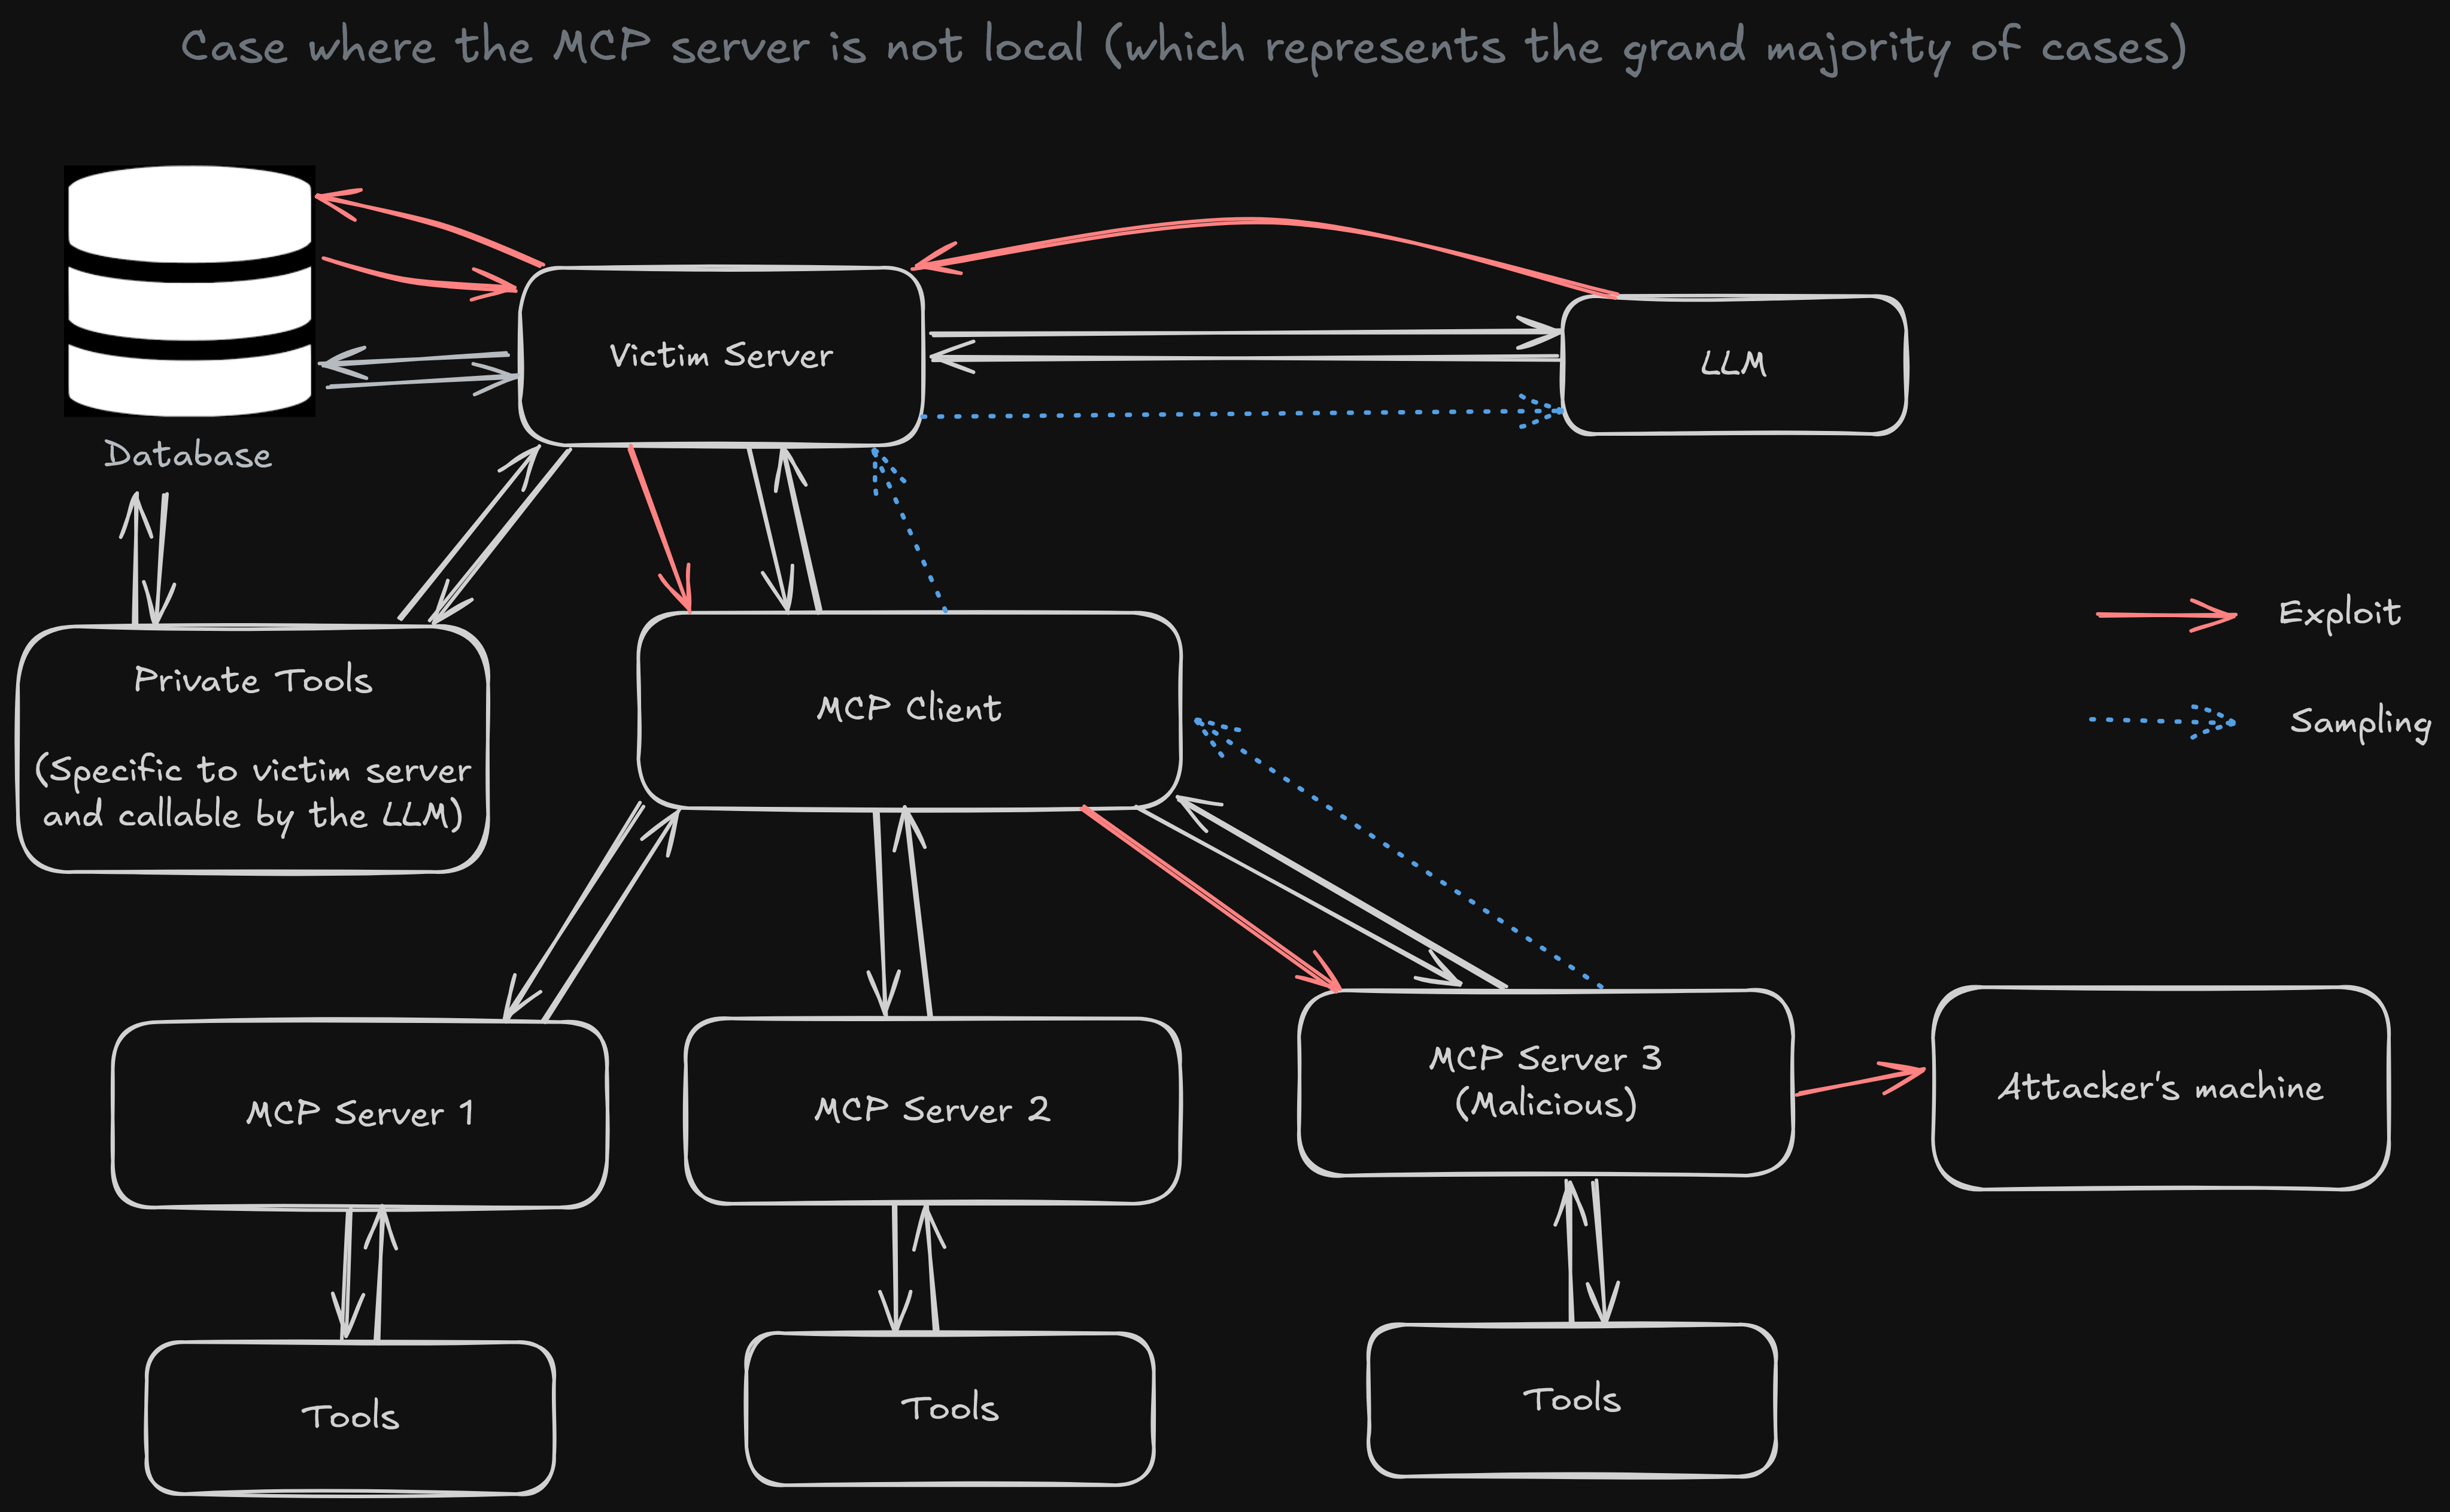 Case where the MCP server is not local (which represents the grand majority of cases)
Victim Server
LLM
Database
Exploit
Private Tools
(Specific to victim server
and callable by the LLM)
MCP Client
Sampling
MCP Server 1
MCP Server 2
MCP Server 3
(Malicious)
Attacker's machine
Tools
Tools
Tools